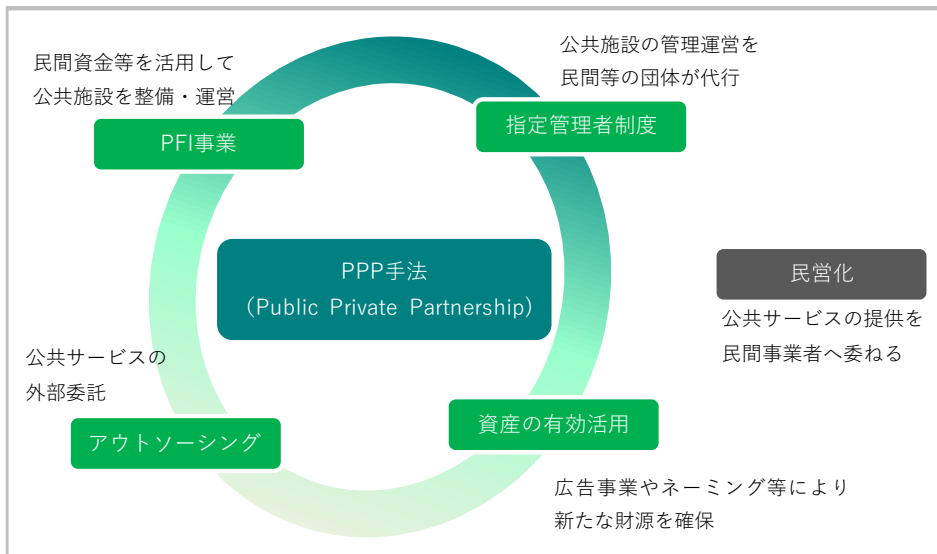 民間資金等を活用して
公共施設を整備・運営
PFI事業
公共施設の管理運営を
民間等の団体が代行
指定管理者制度
PPP手法
（Public Private Partnership）
民営化
公共サービスの提供を
民間事業者へ委ねる
公共サービスの
外部委託
アウトソーシング
資産の有効活用
広告事業やネーミング等により
新たな財源を確保